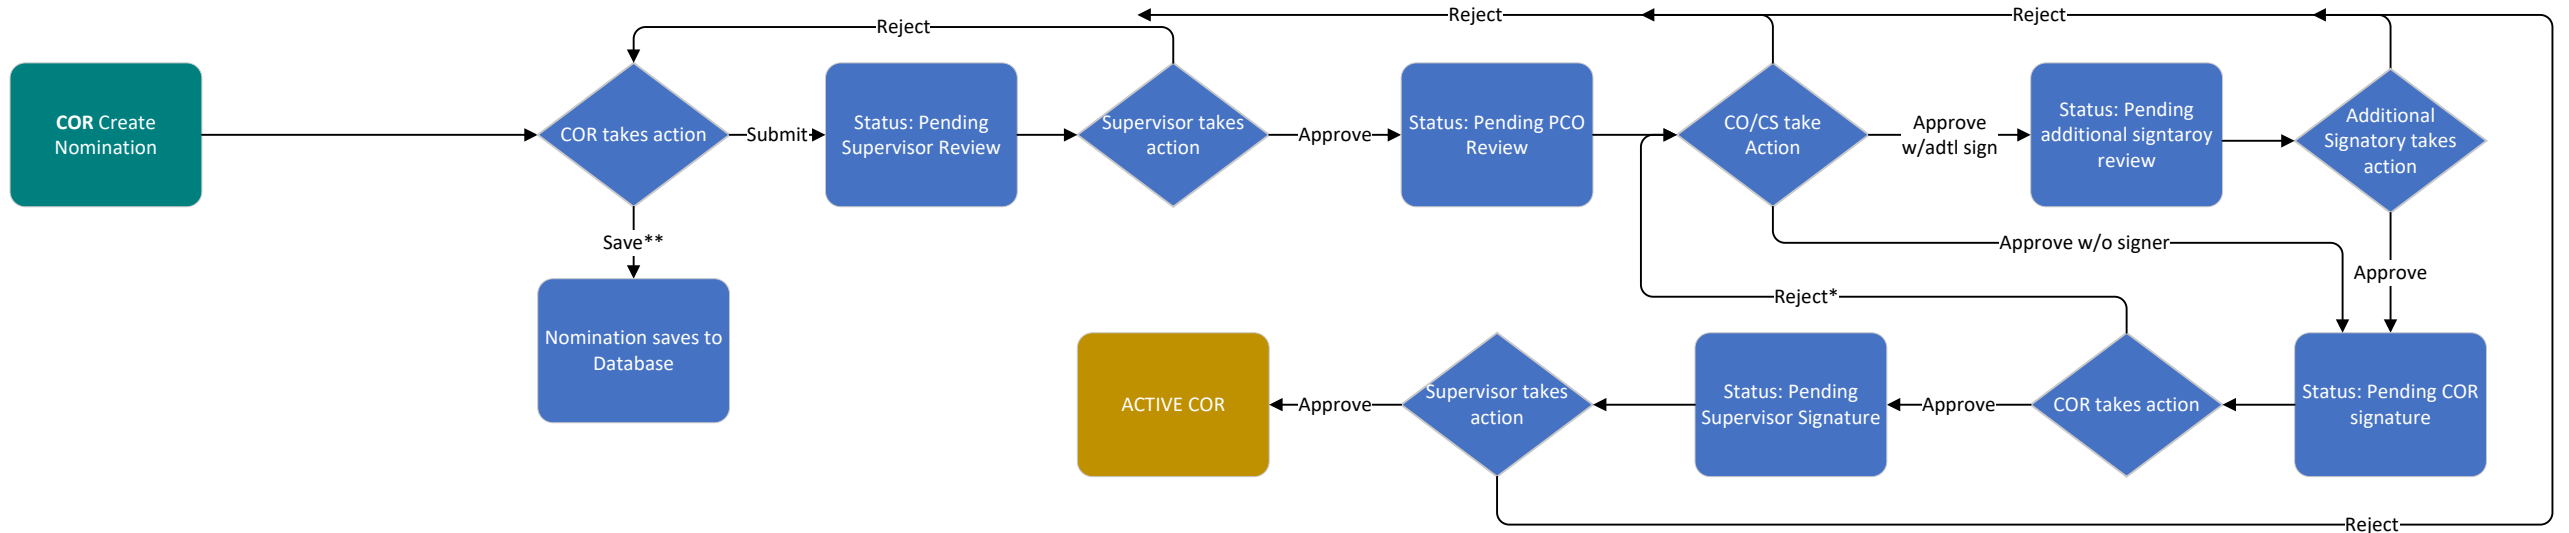 Reject
Reject
Reject
COR Create
Nomination
COR takes action
Submit
Status: Pending
Supervisor Review
Supervisor takes
action
Approve
Status: Pending PCO
Review
CO/CS take
Action
Approve
w/adtl sign
Status: Pending
additional signtaroy
review
Additional
Signatory takes
action
Save**
Approve w/o signer
Approve
Reject*
Nomination saves to
Database
ACTIVE COR
Approve
Supervisor takes
action
Status: Pending
Supervisor Signature
Approve
COR takes action
Status: Pending COR
signature
Reject